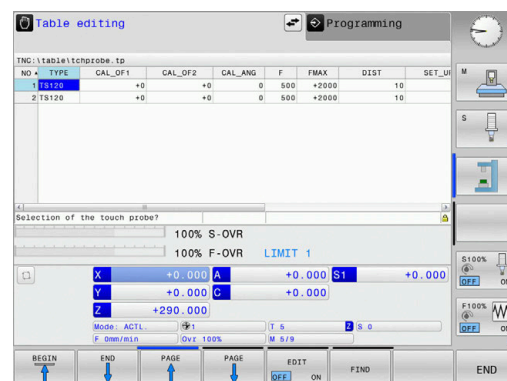 Table editing
Programming
TNC:\table\tchprobe.tp
NO TYPE CAL_OF1 CAL_OF2 CAL_ANG F FMAX DIST
1 TS120 +0 +0 0 500 +2000 10
2 TS120 +0 +0 0 500 +2000 10
Selection of the touch probe?
100% S-OVR
100% F-OVR LIMIT 1
X +0.000 A +0.000 S1 +0.000
Y +0.000 C +0.000
Z +290.000
Mode: ACTL. 1 T 5 Z S 0
F 0mm/min Ovr 100% M 5/9
M
S
S100%
OFF
F100%
OFF
BEGIN
END
PAGE
PAGE
EDIT
OFF ON
FIND
END